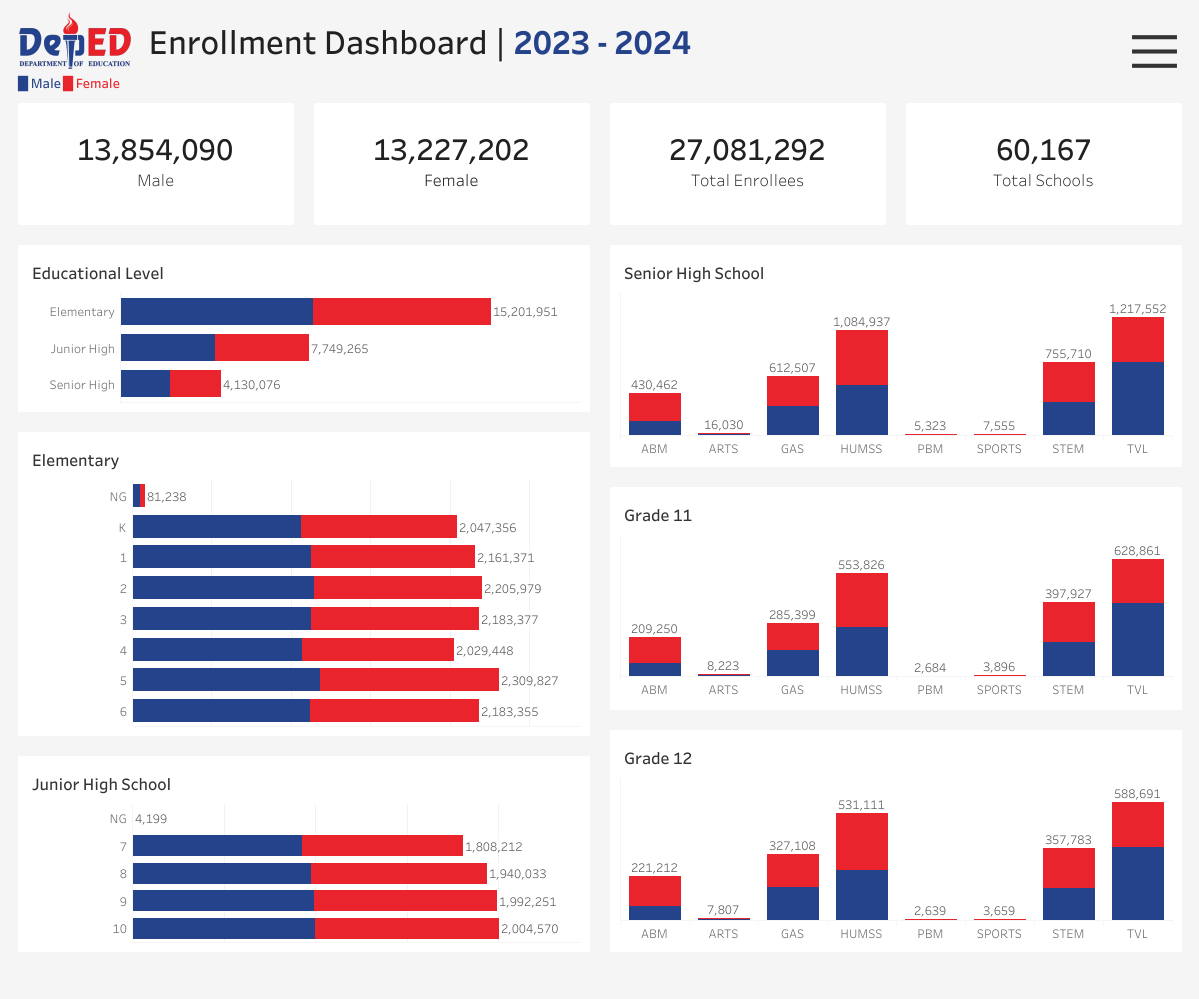 DepED
DEPARTMENT OF EDUCATION
Enrollment Dashboard | 2023 - 2024
Male Female
13,854,090
Male
13,227,202
Female
27,081,292
Total Enrollees
60,167
Total Schools
Educational Level
Elementary 15,201,951
Junior High 7,749,265
Senior High 4,130,076
Elementary
NG 81,238
K 2,047,356
1 2,161,371
2 2,205,979
3 2,183,377
4 2,029,448
5 2,309,827
6 2,183,355
Junior High School
NG 4,199
7 1,808,212
8 1,940,033
9 1,992,251
10 2,004,570
Senior High School
430,462 16,030 612,507 1,084,937 5,323 7,555 755,710 1,217,552
ABM ARTS GAS HUMSS PBM SPORTS STEM TVL
Grade 11
209,250 8,223 285,399 553,826 2,684 3,896 397,927 628,861
ABM ARTS GAS HUMSS PBM SPORTS STEM TVL
Grade 12
221,212 7,807 327,108 531,111 2,639 3,659 357,783 588,691
ABM ARTS GAS HUMSS PBM SPORTS STEM TVL